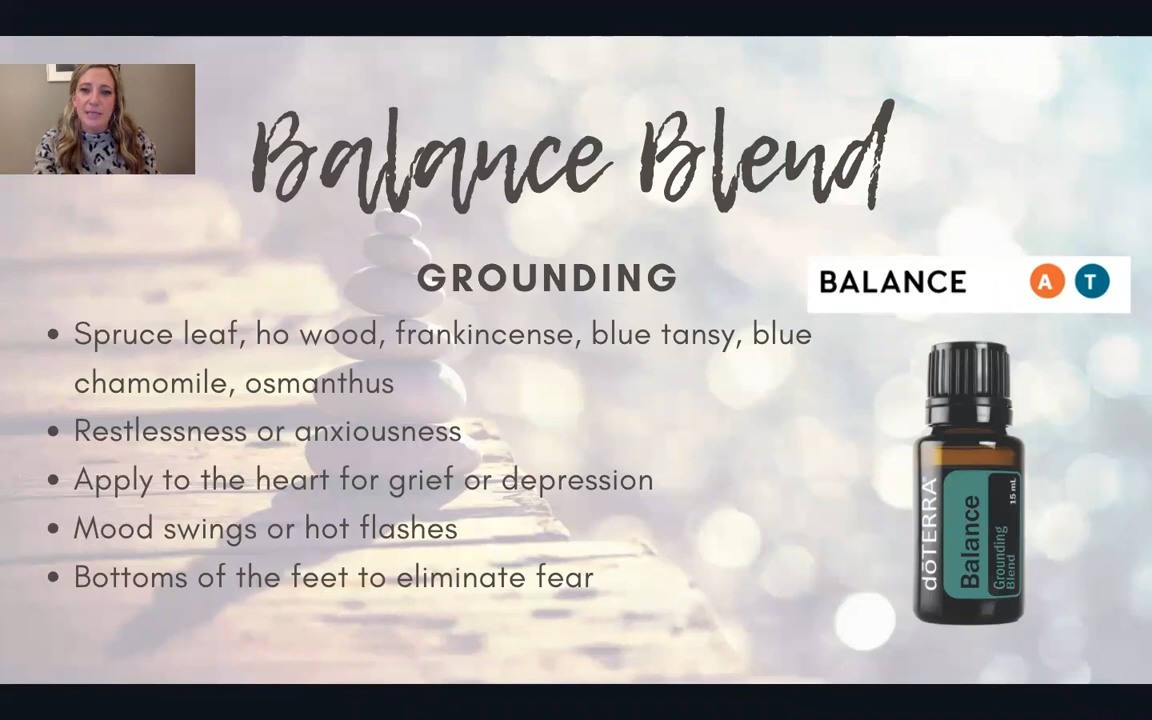 Balance Blend
GROUNDING
BALANCE A T
• Spruce leaf, ho wood, frankincense, blue tansy, blue
chamomile, osmanthus
• Restlessness or anxiousness
• Apply to the heart for grief or depression
• Mood swings or hot flashes
• Bottoms of the feet to eliminate fear
dōTERRA
Balance
Grounding
Blend
15 mL